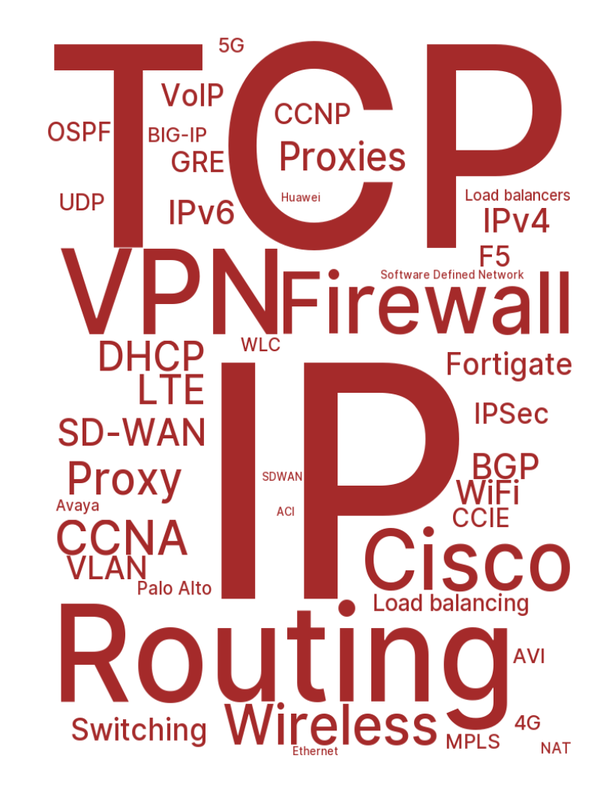 5G
TCP
VoIP
CCNP
OSPF
BIG-IP
Proxies
GRE
Huawei
Load balancers
UDP
IPv6
IPv4
F5
Software Defined Network
VPN
Firewall
WLC
DHCP
Fortigate
LTE
IP
IPSec
SD-WAN
BGP
SDWAN
Proxy
WiFi
Avaya
ACI
CCIE
CCNA
Cisco
VLAN
Palo Alto
Load balancing
Routing
AVI
Switching
Wireless
4G
MPLS
Ethernet
NAT